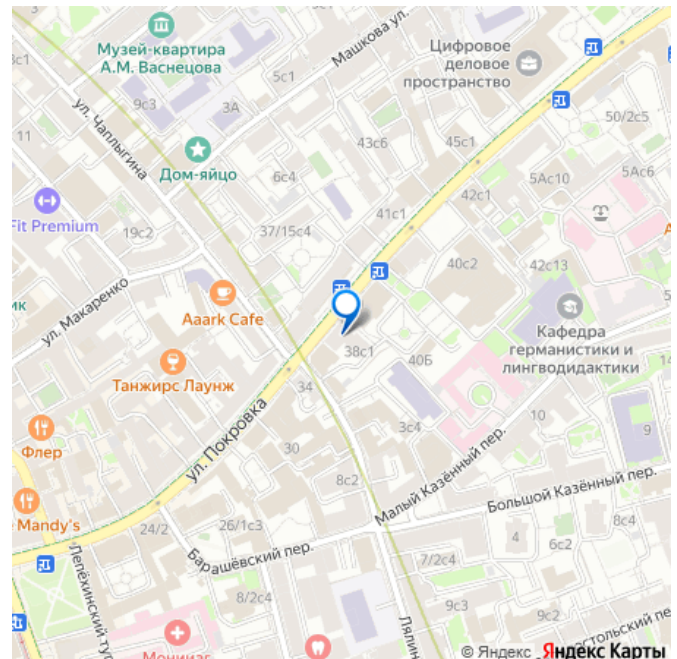 Музей-квартира
А.М. Васнецова
Машкова ул.
Цифровое
деловое
пространство
5с1
9с3
3А
ул. Чаплыгина
11
Дом-яйцо
43с6
45с1
50/2с5
6с4
5Ас10
5Ас6
42с1
Fit Premium
41с1
19с2
37/15с4
40с2
42с13
ул. Макаренко
Aaark Cafe
Кафедра
германистики и
лингводидактики
38с1
40Б
Танжирс Лаунж
34
ул. Покровка
10
3с4
9
Флер
30
Малый Казённый пер.
8с2
Большой Казённый пер.
Mandy's
24/2
26/1с3
8с4
4
Барашёвский пер.
6с2
7/2с4
8/2с4
9с3
9с2
© Яндекс Яндекс Карты